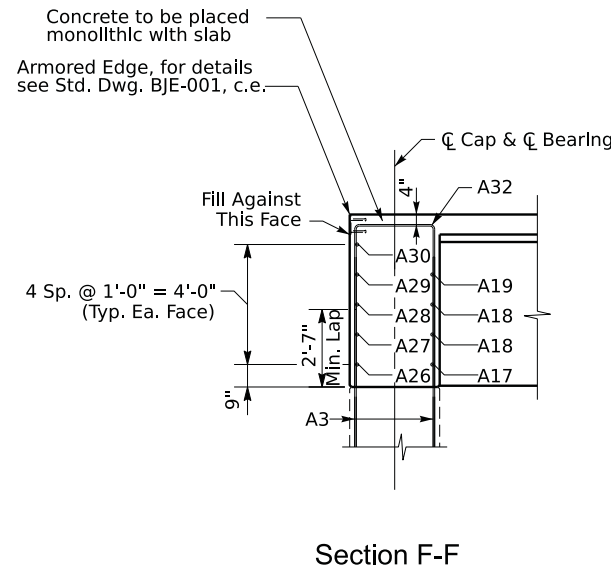 Concrete to be placed
monolithic with slab
Armored Edge, for details
see Std. Dwg. BJE-001, c.e.
℄ Cap & ℄ Bearing
4"
A32
Fill Against
This Face
A30
A29
A19
4 Sp. @ 1'-0" = 4'-0"
(Typ. Ea. Face)
A28
A18
2'-7"
Min. Lap
A27
A18
A26
A17
9"
A3
Section F-F